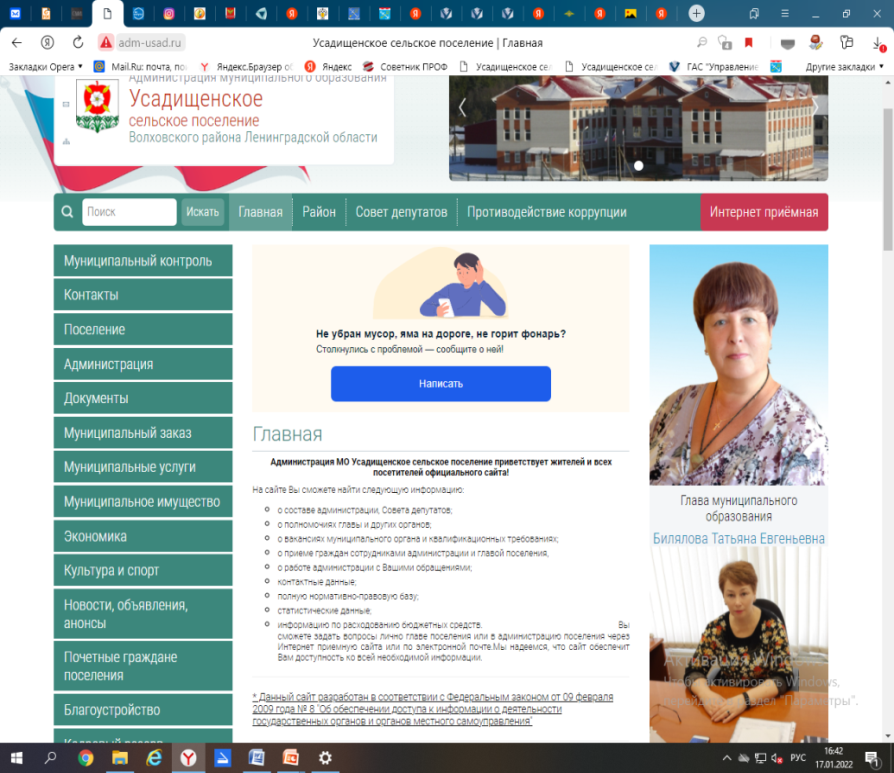 adm-usad.ru
Усадищенское сельское поселение | Главная
Закладки Opera
Mail.Ru: почта, по
Яндекс.Браузер об
Яндекс
Советник ПРОФ
Усадищенское се
Усадищенское се
ГАС "Управление
Другие закладки
Администрация муниципального образования
Усадищенское
сельское поселение
Волховского района Ленинградской области
Поиск
Искать
Главная
Район
Совет депутатов
Противодействие коррупции
Интернет приёмная
Муниципальный контроль
Контакты
Поселение
Администрация
Документы
Муниципальный заказ
Муниципальные услуги
Муниципальное имущество
Экономика
Культура и спорт
Новости, объявления,
анонсы
Почетные граждане
поселения
Благоустройство
Кадровый резерв
Не убран мусор, яма на дороге, не горит фонарь?
Столкнулись с проблемой — сообщите о ней!
Написать
Главная
Администрация МО Усадищенское сельское поселение приветствует жителей и всех
посетителей официального сайта!
На сайте Вы сможете найти следующую информацию:
о составе администрации, Совета депутатов;
о полномочиях главы и других органов;
о вакансиях муниципального органа и квалификационных требованиях;
о приеме граждан сотрудниками администрации и главой поселения,
о работе администрации с Вашими обращениями;
контактные данные;
полную нормативно-правовую базу;
статистические данные;
информацию по расходованию бюджетных средств. Вы
сможете задать вопросы лично главе поселения или в администрацию поселения через
Интернет приемную сайта или по электронной почте.Мы надеемся, что сайт обеспечит
Вам доступность ко всей необходимой информации.
* Данный сайт разработан в соответствии с Федеральным законом от 09 февраля
2009 года № 8 "Об обеспечении доступа к информации о деятельности
государственных органов и органов местного самоуправления"
Глава муниципального
образования
Билялова Татьяна Евгеньевна
Активация Windows
Чтобы активировать Windows,
раздел "Параметры".
РУС
16:42
17.01.2022